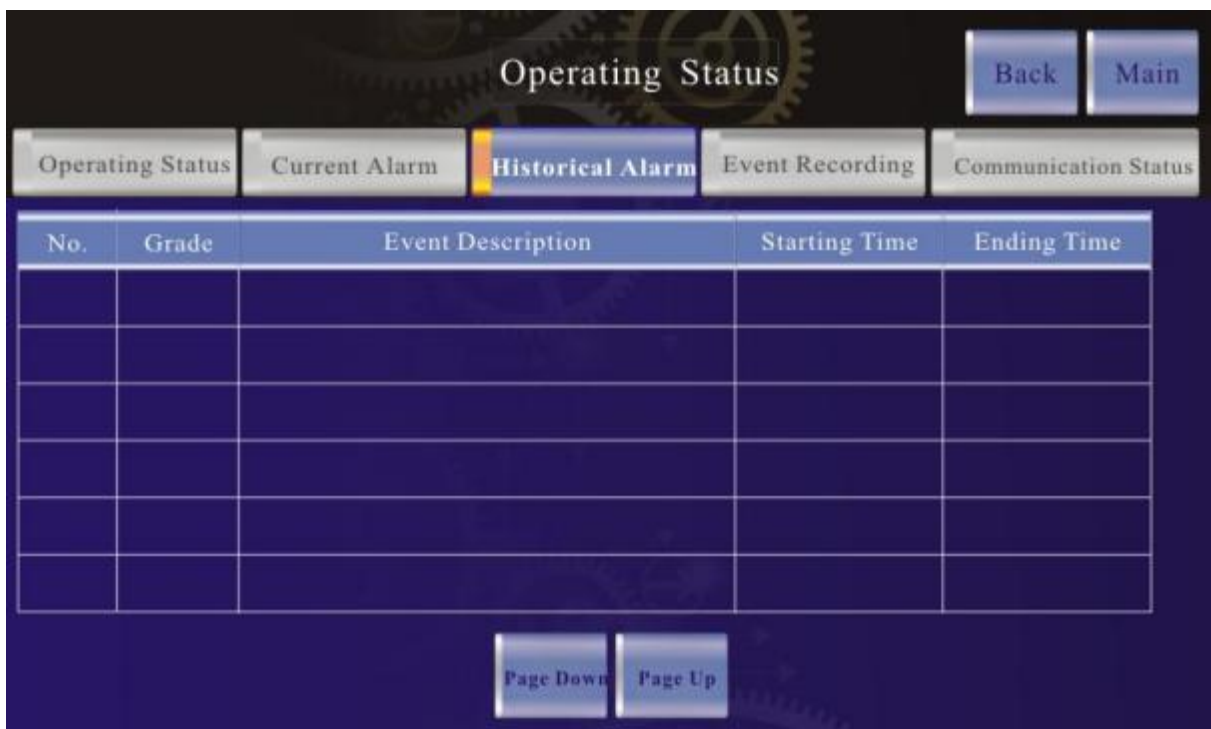 Operating Status
Back
Main
Operating Status
Current Alarm
Historical Alarm
Event Recording
Communication Status
No.
Grade
Event Description
Starting Time
Ending Time
Page Down
Page Up